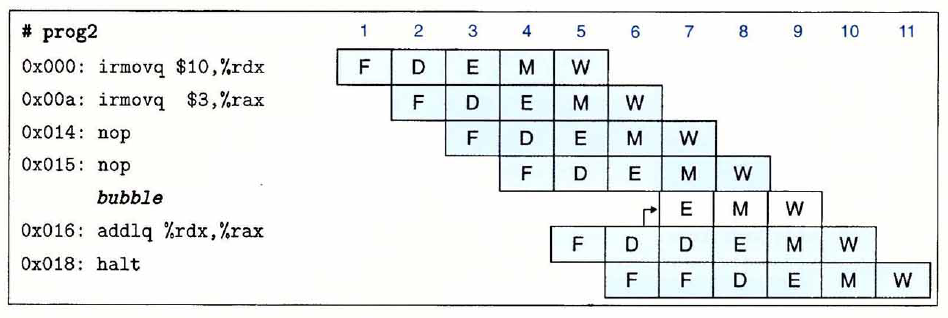 # prog2 1 2 3 4 5 6 7 8 9 10 11
0x000: irmovq $10,%rdx F D E M W
0x00a: irmovq $3,%rax F D E M W
0x014: nop F D E M W
0x015: nop F D E M W
bubble E M W
0x016: addlq %rdx,%rax F D D E M W
0x018: halt F F D E M W